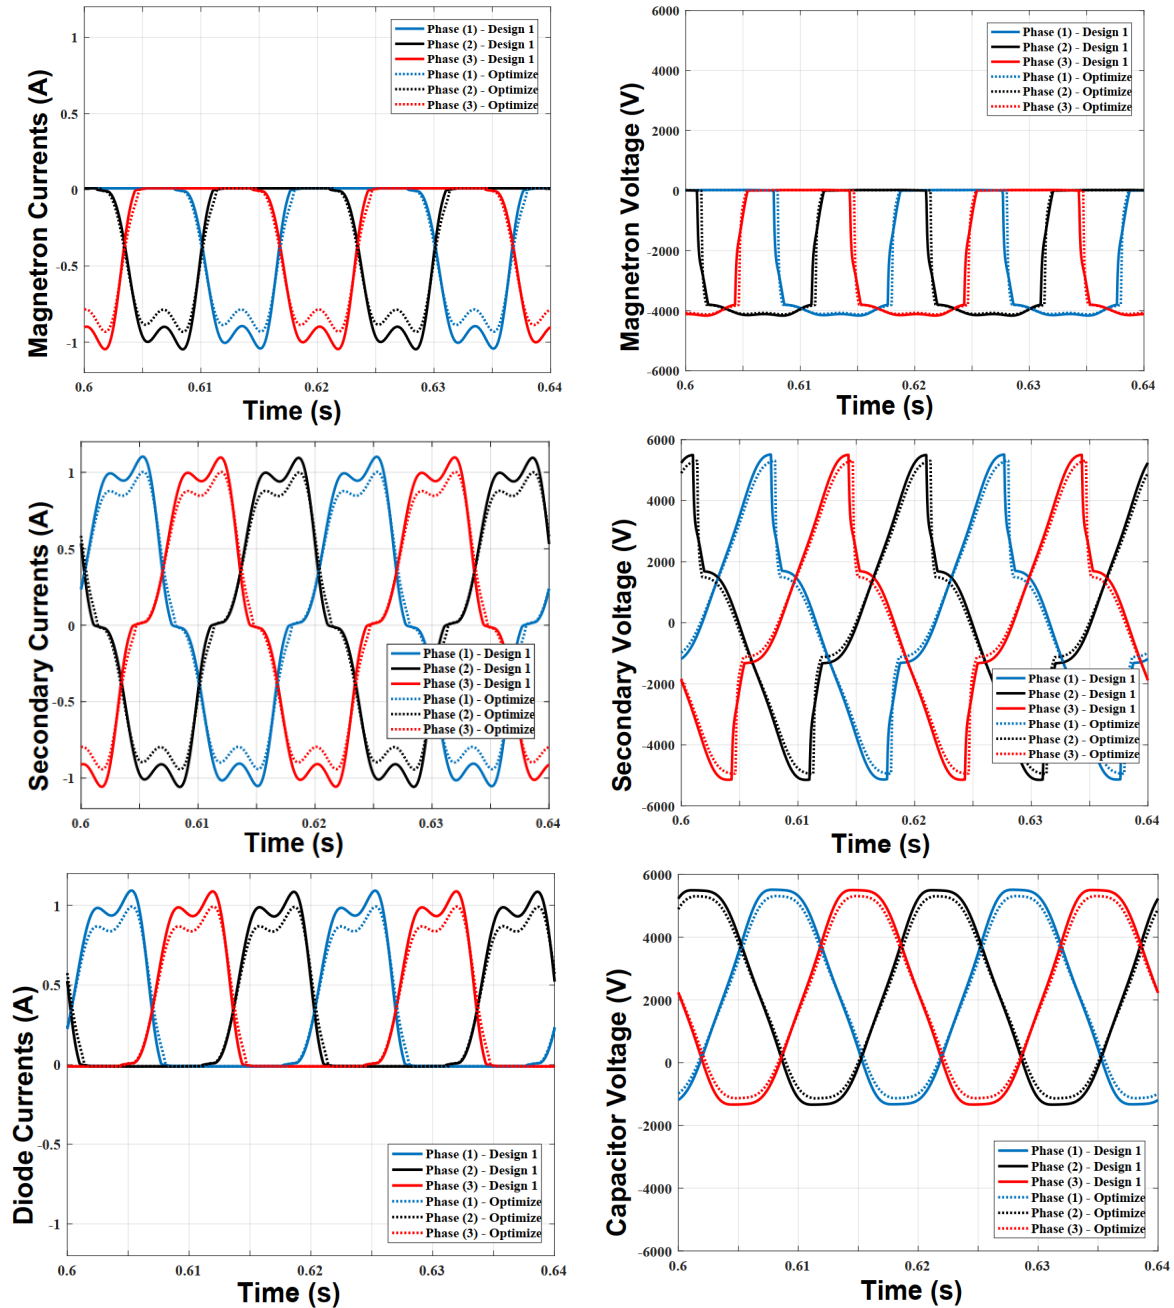 1
0.5
0
-0.5
-1
0.6
0.61
0.62
0.63
0.64
Magnetron Currents (A)
Time (s)
Phase (1) - Design 1
Phase (2) - Design 1
Phase (3) - Design 1
Phase (1) - Optimize
Phase (2) - Optimize
Phase (3) - Optimize
6000
4000
2000
0
-2000
-4000
-6000
0.6
0.61
0.62
0.63
0.64
Magnetron Voltage (V)
Time (s)
Phase (1) - Design 1
Phase (2) - Design 1
Phase (3) - Design 1
Phase (1) - Optimize
Phase (2) - Optimize
Phase (3) - Optimize
1
0.5
0
-0.5
-1
0.6
0.61
0.62
0.63
0.64
Secondary Currents (A)
Time (s)
Phase (1) - Design 1
Phase (2) - Design 1
Phase (3) - Design 1
Phase (1) - Optimize
Phase (2) - Optimize
Phase (3) - Optimize
6000
4000
2000
0
-2000
-4000
-6000
0.6
0.61
0.62
0.63
0.64
Secondary Voltage (V)
Time (s)
Phase (1) - Design 1
Phase (2) - Design 1
Phase (3) - Design 1
Phase (1) - Optimize
Phase (2) - Optimize
Phase (3) - Optimize
1
0.5
0
-0.5
-1
0.6
0.61
0.62
0.63
0.64
Diode Currents (A)
Time (s)
Phase (1) - Design 1
Phase (2) - Design 1
Phase (3) - Design 1
Phase (1) - Optimize
Phase (2) - Optimize
Phase (3) - Optimize
6000
4000
2000
0
-2000
-4000
-6000
0.6
0.61
0.62
0.63
0.64
Capacitor Voltage (V)
Time (s)
Phase (1) - Design 1
Phase (2) - Design 1
Phase (3) - Design 1
Phase (1) - Optimize
Phase (2) - Optimize
Phase (3) - Optimize